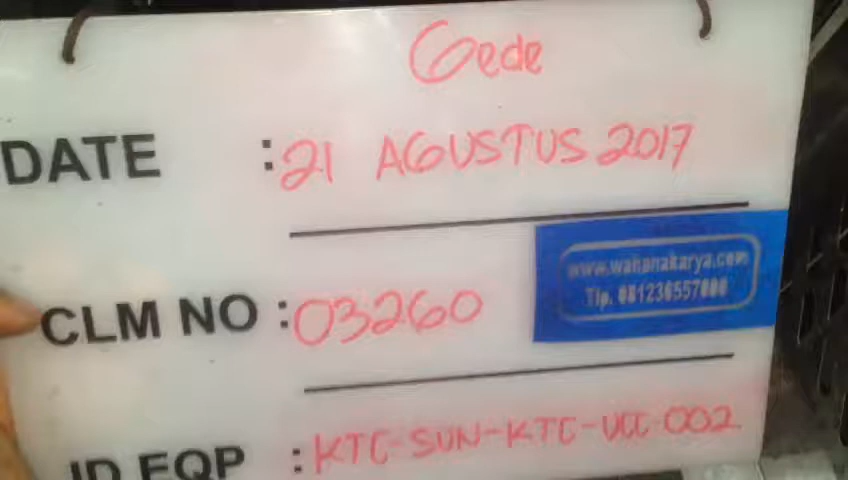 Gede
DATE : 21 AGUSTUS 2017
www.wahanakarya.com
Tlp. 081230557000
CLM NO : 03260
ID EQP : KTC-SUN-KTC-VCC-002